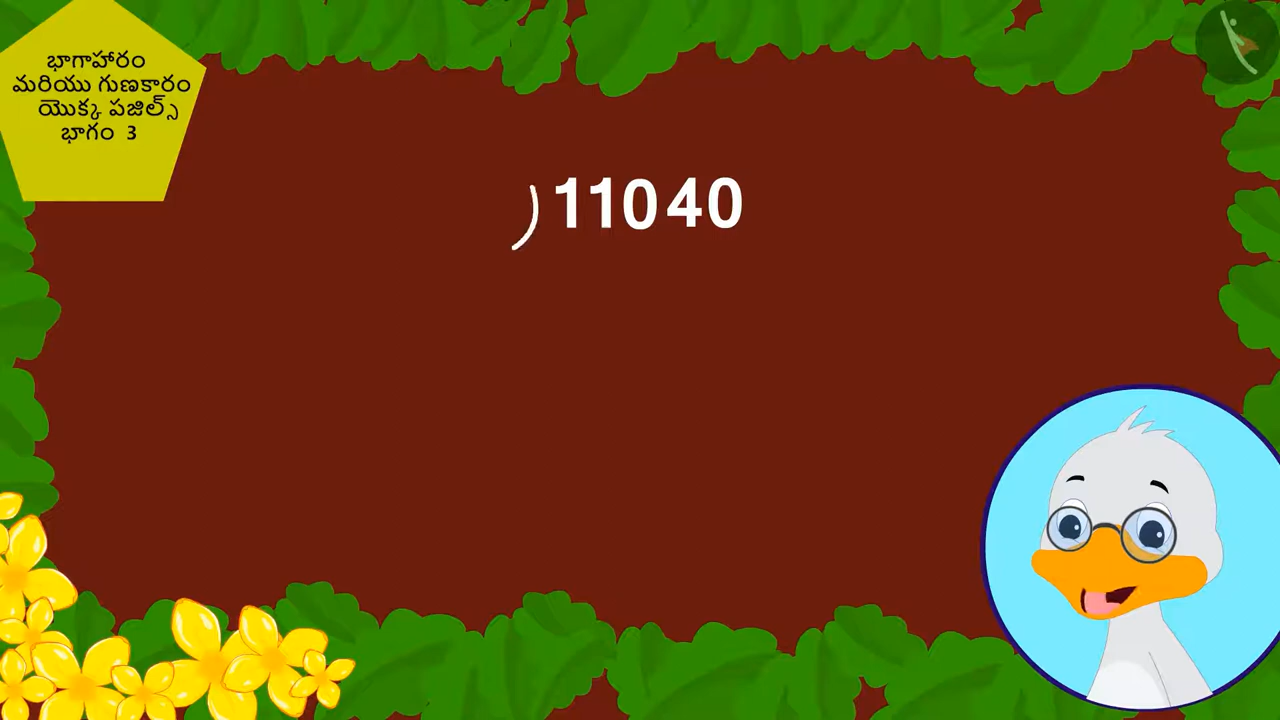 భాగాహారం
మరియు గుణకారం
యొక్క పజిల్స్
భాగం 3
)11040